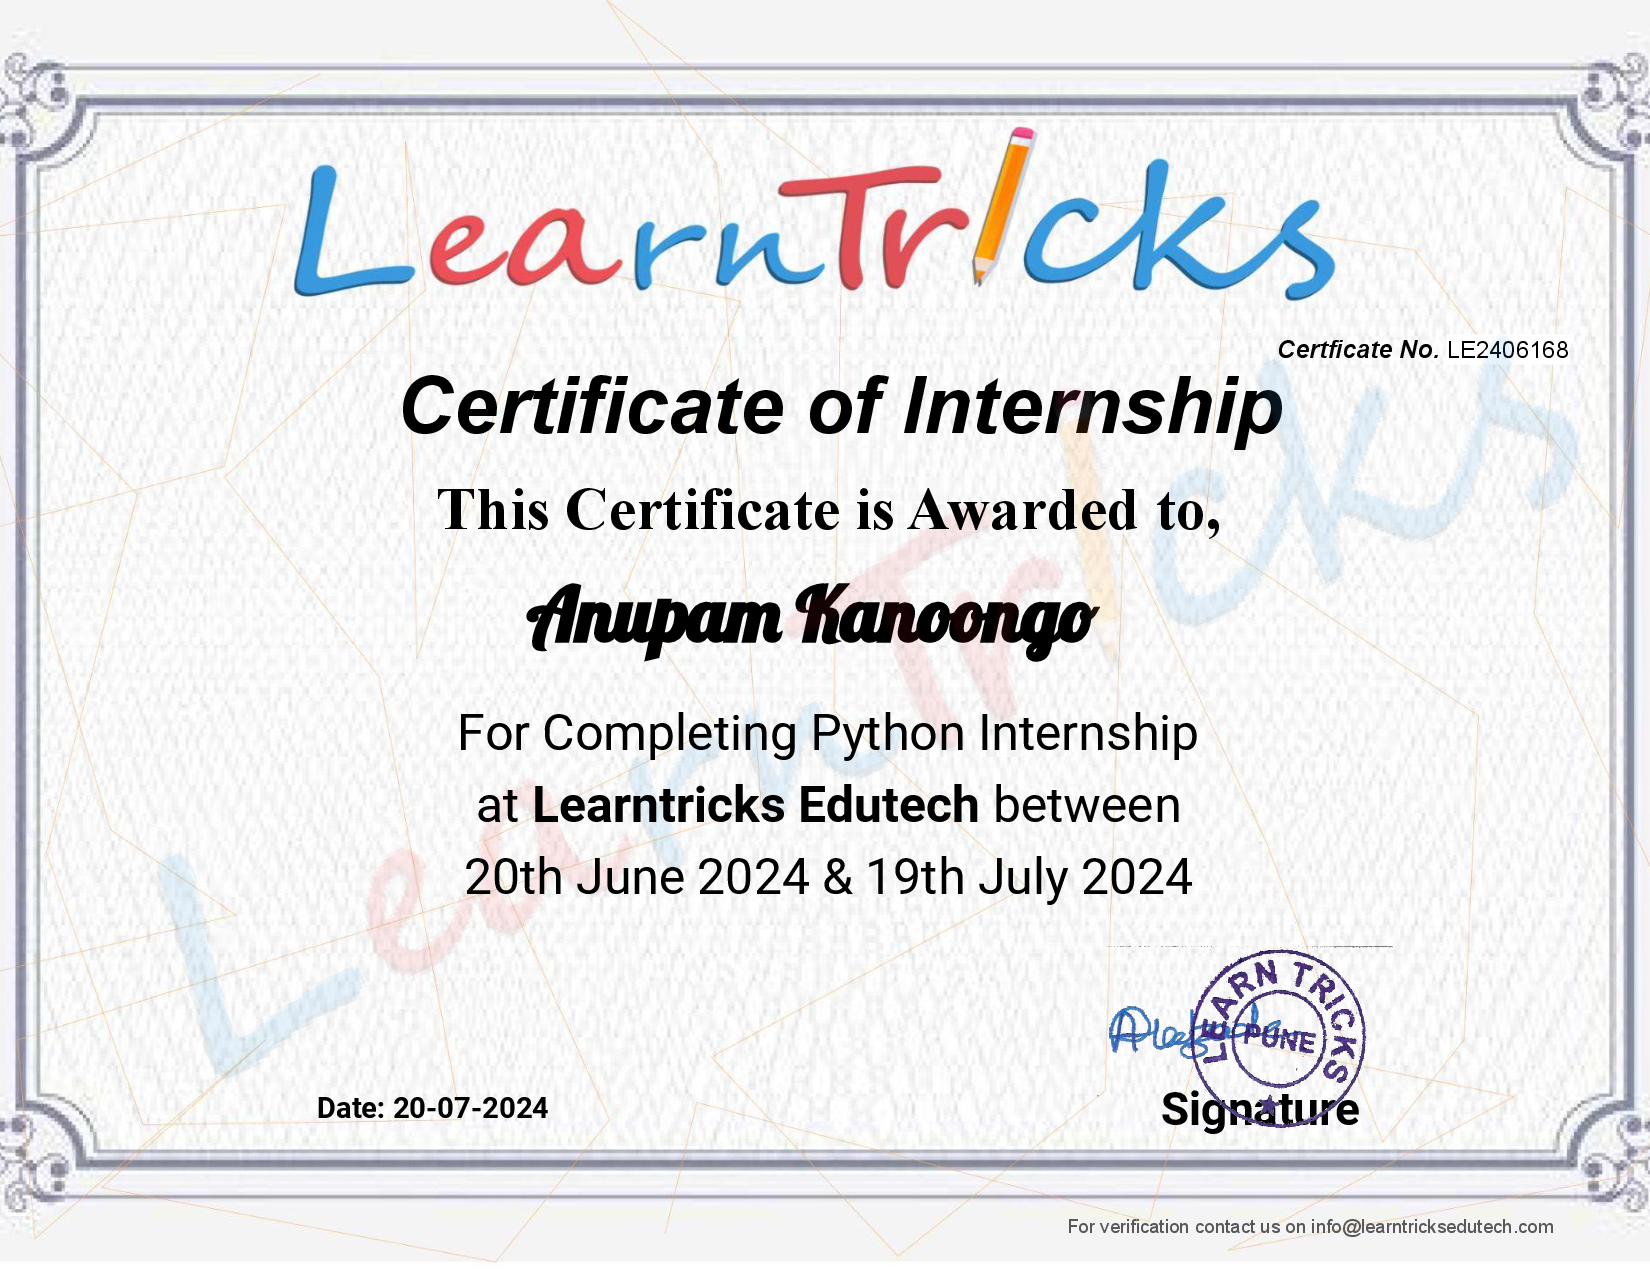 LearnTricks
Certficate No. LE2406168
Certificate of Internship
This Certificate is Awarded to,
Anupam Kanoongo
For Completing Python Internship
at Learntricks Edutech between
20th June 2024 & 19th July 2024
LearnTricks
LEARN TRICKS
PUNE
Date: 20-07-2024
Signature
For verification contact us on info@learntricksedutech.com